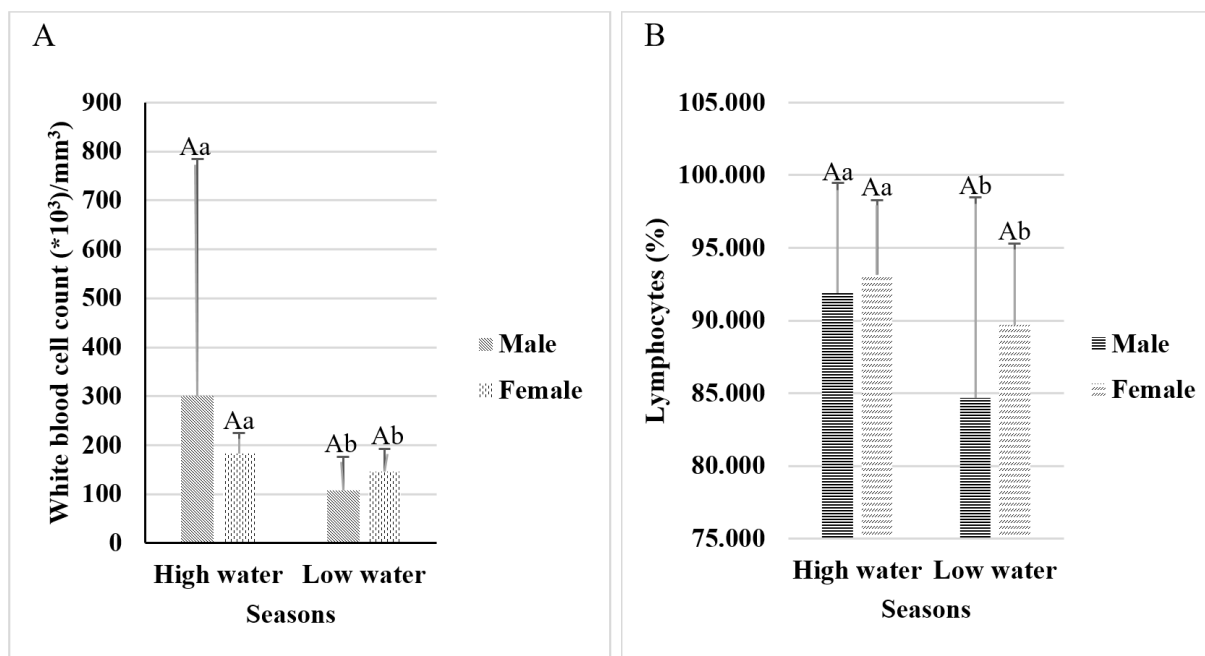 A
White blood cell count (*10³)/mm³
900
800
700
600
500
400
300
200
100
0
Aa
Aa
Ab
Ab
High water
Low water
Seasons
Male
Female
B
Lymphocytes (%)
105.000
100.000
95.000
90.000
85.000
80.000
75.000
Aa
Aa
Ab
Ab
High water
Low water
Seasons
Male
Female